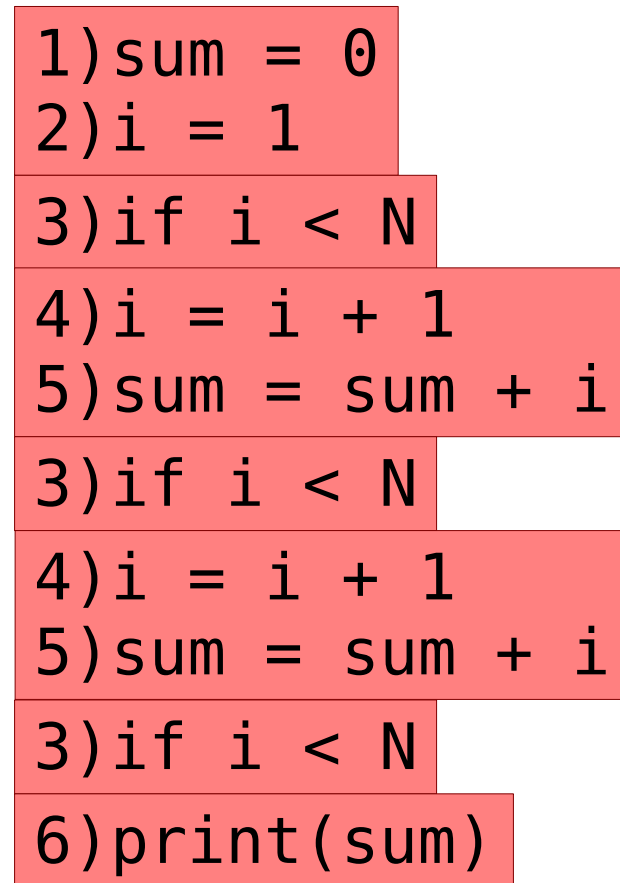 1)sum = 0
2)i = 1
3)if i < N
4)i = i + 1
5)sum = sum + i
3)if i < N
4)i = i + 1
5)sum = sum + i
3)if i < N
6)print(sum)